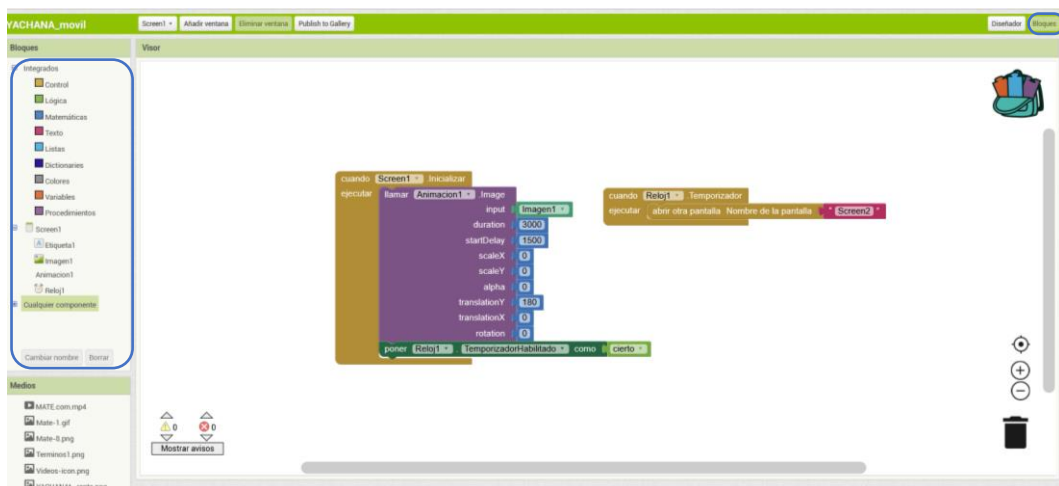 YACHANA_movil
Screen1
Añadir ventana
Eliminar ventana
Publish to Gallery
Diseñador
Bloques
Bloques
Visor
Integrados
Control
Lógica
Matemáticas
Texto
Listas
Dictionaries
Colores
Variables
Procedimientos
Screen1
Etiqueta1
Imagen1
Animacion1
Reloj1
Cualquier componente
Cambiar nombre
Borrar
Medios
MATE.com.mp4
Mate-1.gif
Mate-8.png
Terminos1.png
Videos-icon.png
cuando Screen1 Inicializar
ejecutar llamar Animacion1 .Image
input Imagen1
duration 3000
startDelay 1500
scaleX 0
scaleY 0
alpha 0
translationY 180
translationX 0
rotation 0
poner Reloj1 . TemporizadorHabilitado como cierto
cuando Reloj1 Temporizador
ejecutar abrir otra pantalla Nombre de la pantalla " Screen2 "
0 0
Mostrar avisos